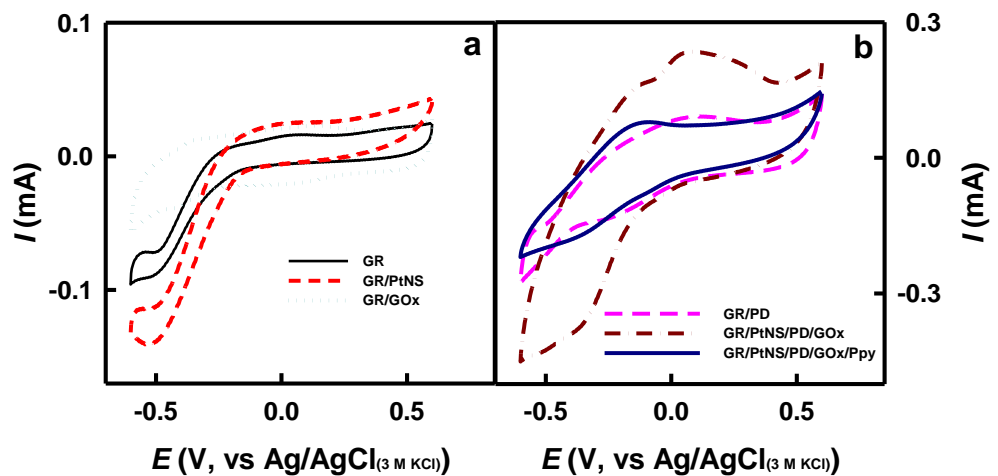 0.1
0.0
-0.1
I (mA)
a
GR
GR/PtNS
GR/GOx
-0.5
0.0
0.5
E (V, vs Ag/AgCl(3 M KCl)
b
0.3
0.0
-0.3
I (mA)
GR/PD
GR/PtNS/PD/GOx
GR/PtNS/PD/GOx/Ppy
-0.5
0.0
0.5
E (V, vs Ag/AgCl(3 M KCl)